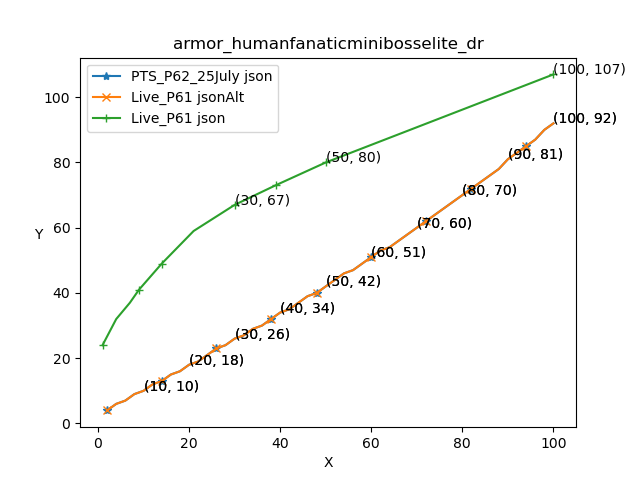 armor_humanfanaticminibosselite_dr
PTS_P62_25July json
Live_P61 jsonAlt
Live_P61 json
(100, 107)
(50, 80)
(30, 67)
(100, 92)
(90, 81)
(80, 70)
(70, 60)
(60, 51)
(50, 42)
(40, 34)
(30, 26)
(20, 18)
(10, 10)
Y
100
80
60
40
20
0
0 20 40 60 80 100
X